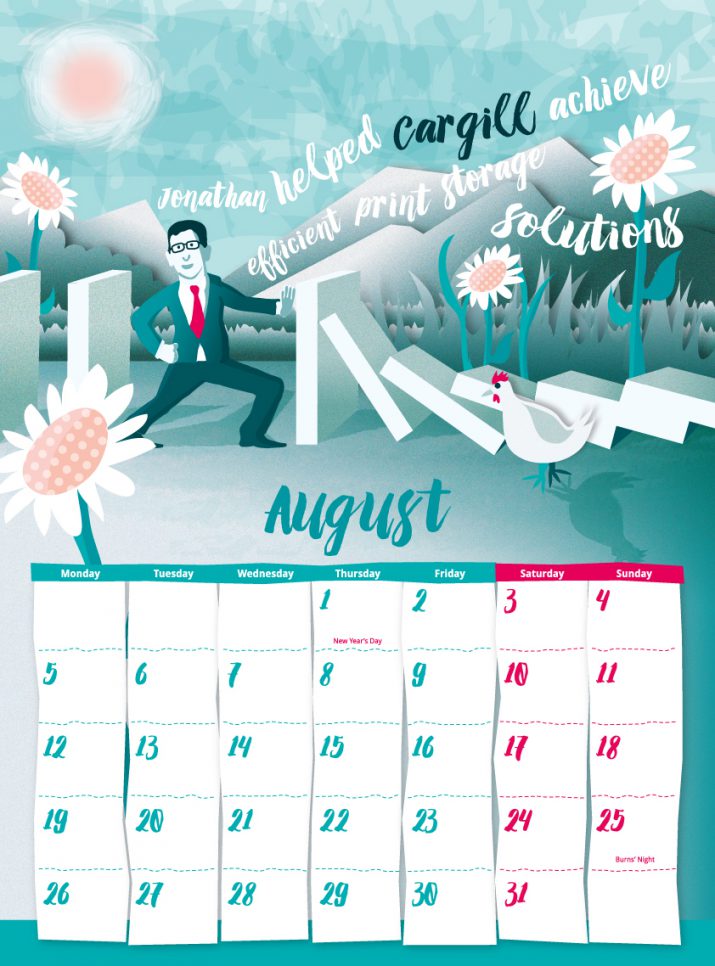 Jonathan helped Cargill achieve
efficient print storage
solutions
August
Monday Tuesday Wednesday Thursday Friday Saturday Sunday
1 2 3 4
New Year's Day
5 6 7 8 9 10 11
12 13 14 15 16 17 18
19 20 21 22 23 24 25
Burns' Night
26 27 28 29 30 31